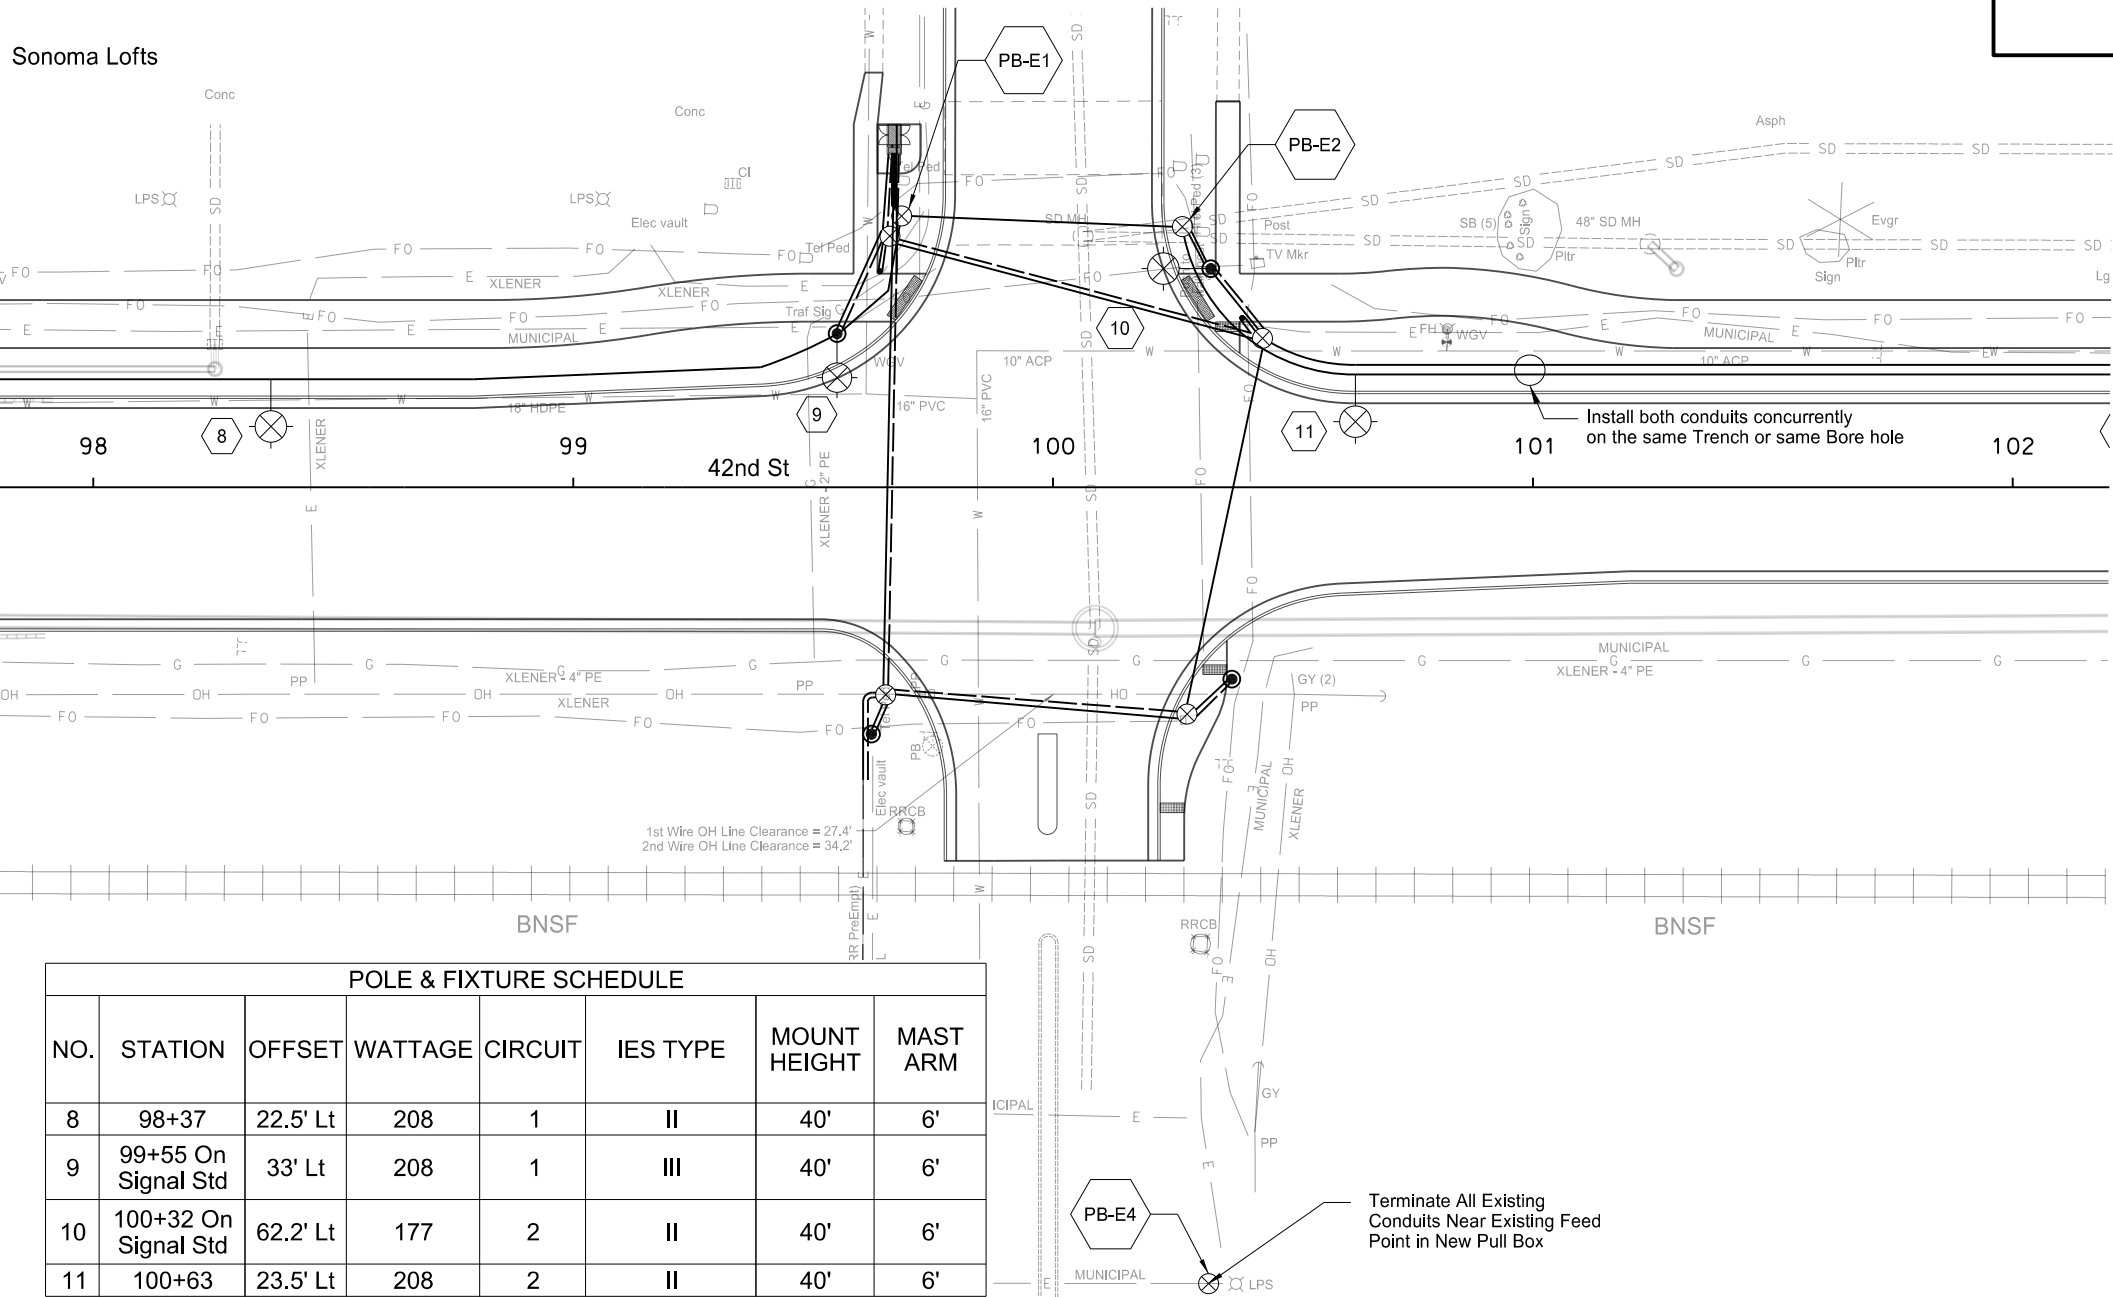 Sonoma Lofts
PB-E1
PB-E2
Conc
Conc
Asph
CI
LPS
LPS
Elec vault
Tel Ped
Tel Ped
SD MH
Post
TV Mkr
SB (5)
Sign
48" SD MH
Pltr
Evgr
Pltr
Sign
Lg
XLENER
XLENER
MUNICIPAL
Traf Sig
WGV
10
10" ACP
FH
WGV
MUNICIPAL
10" ACP
18" HDPE
16" PVC
16" PVC
8
9
11
Install both conduits concurrently
on the same Trench or same Bore hole
98
99
100
101
102
42nd St
XLENER
XLENER - 2" PE
MUNICIPAL
XLENER - 4" PE
XLENER - 4" PE
XLENER
PP
PP
GY (2)
PP
PB
Elec vault
RRCB
MUNICIPAL
XLENER
1st Wire OH Line Clearance = 27.4'
2nd Wire OH Line Clearance = 34.2'
BNSF
BNSF
RR PreEmpt)
RRCB
POLE & FIXTURE SCHEDULE
NO. STATION OFFSET WATTAGE CIRCUIT IES TYPE MOUNT HEIGHT MAST ARM
8 98+37 22.5' Lt 208 1 II 40' 6'
9 99+55 On Signal Std 33' Lt 208 1 III 40' 6'
10 100+32 On Signal Std 62.2' Lt 177 2 II 40' 6'
11 100+63 23.5' Lt 208 2 II 40' 6'
ICIPAL
GY
PP
PB-E4
Terminate All Existing
Conduits Near Existing Feed
Point in New Pull Box
MUNICIPAL
LPS